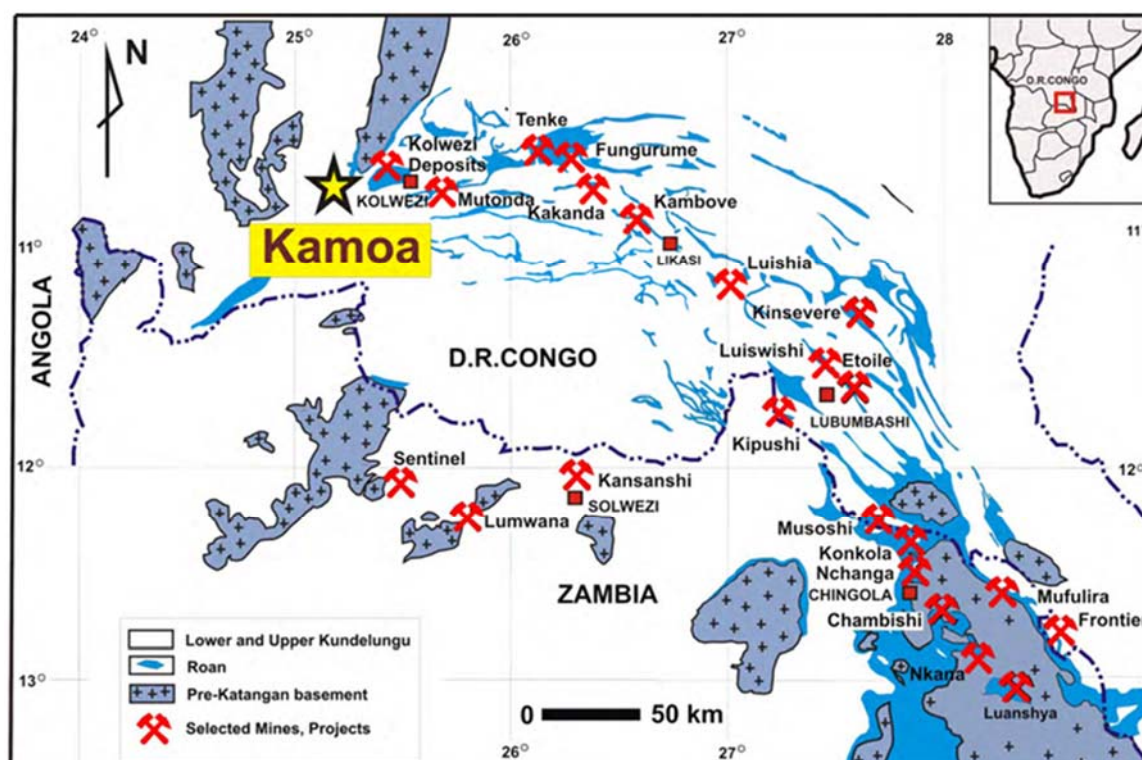 24°
25
26°
27°
28
N
D.R.CONGO
Tenke
Kolwezi
Deposits
Fungurume
KOLWEZI
Mutonda
Kakanda
Kambove
Kamoa
11°
LIKASI
Luishia
Kinsevere
ANGOLA
D.R.CONGO
Luiswishi
Etoile
LUBUMBASHI
Kipushi
12°
12°
Sentinel
Kansanshi
SOLWEZI
Lumwana
Musoshi
Konkola
Nchanga
CHINGOLA
Chambishi
Mufulira
Frontier
ZAMBIA
Nkana
Luanshya
13°
Lower and Upper Kundelungu
Roan
Pre-Katangan basement
Selected Mines, Projects
0 50 km
26°
27°